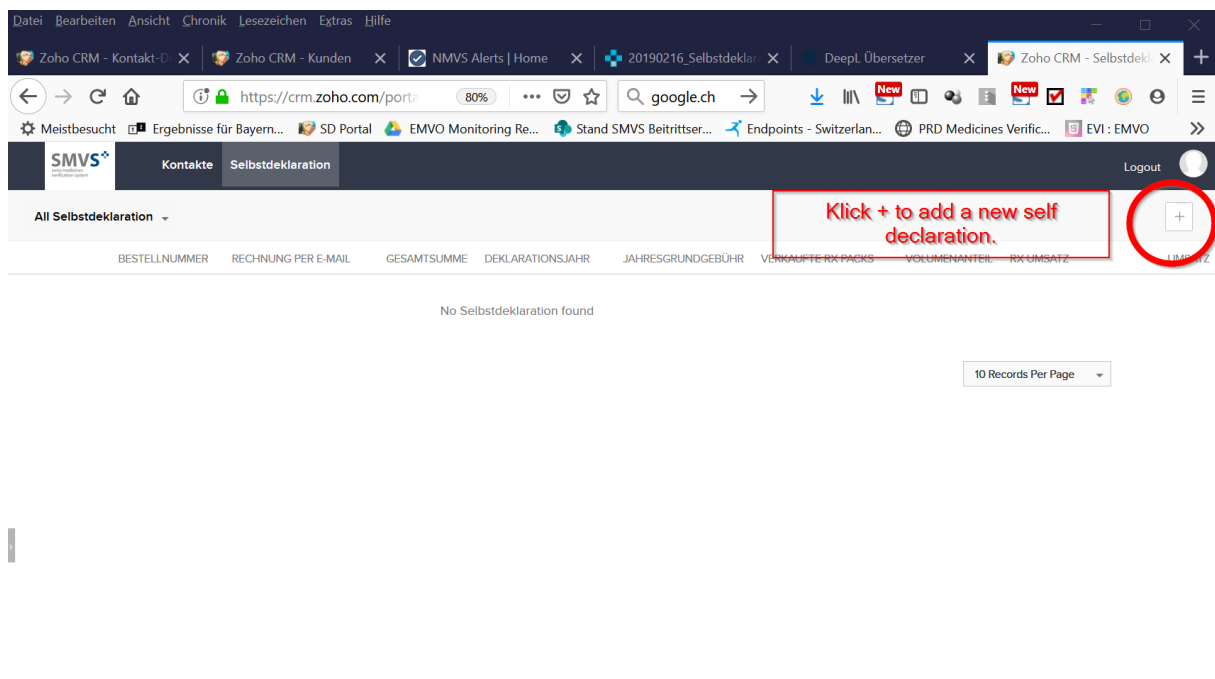 Datei Bearbeiten Ansicht Chronik Lesezeichen Extras Hilfe
Zoho CRM - Kontakt-D Zoho CRM - Kunden NMVS Alerts | Home 20190216_Selbstdeklar DeepL Übersetzer Zoho CRM - Selbstdekl
https://crm.zoho.com/porta 80% google.ch New New
Meistbesucht Ergebnisse für Bayern... SD Portal EMVO Monitoring Re... Stand SMVS Beitrittser... Endpoints - Switzerlan... PRD Medicines Verific... EVI : EMVO
SMVS Kontakte Selbstdeklaration Logout
swiss medicines
verification system
All Selbstdeklaration
Klick + to add a new self
declaration.
+
BESTELLNUMMER RECHNUNG PER E-MAIL GESAMTSUMME DEKLARATIONSJAHR JAHRESGRUNDGEBÜHR VERKAUFTE RX PACKS VOLUMENANTEIL RX UMSATZ UMSATZ
No Selbstdeklaration found
10 Records Per Page